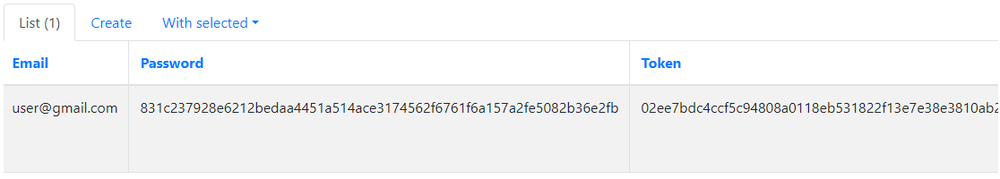 List (1) Create With selected
Email Password Token
user@gmail.com 831c237928e6212bedaa4451a514ace3174562f6761f6a157a2fe5082b36e2fb 02ee7bdc4ccf5c94808a0118eb531822f13e7e38e3810ab2